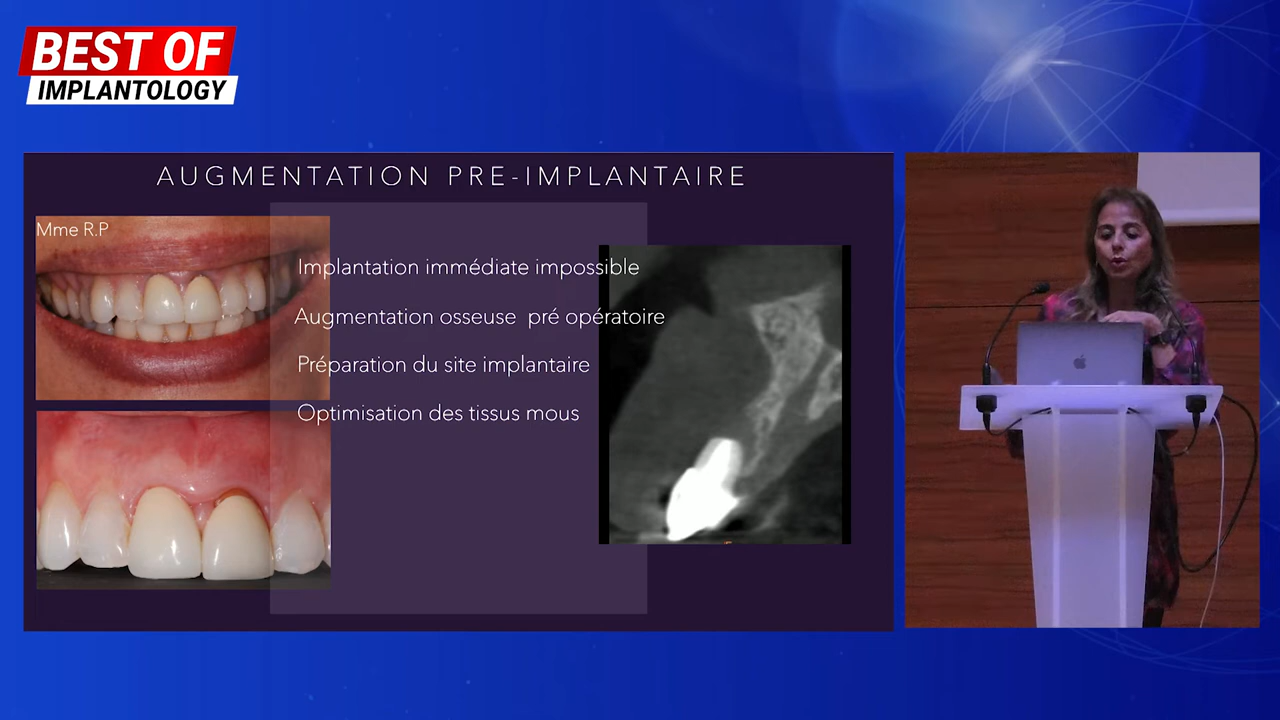 BEST OF
IMPLANTOLOGY
AUGMENTATION PRE-IMPLANTAIRE
Mme R.P
Implantation immédiate impossible
Augmentation osseuse pré opératoire
Préparation du site implantaire
Optimisation des tissus mous